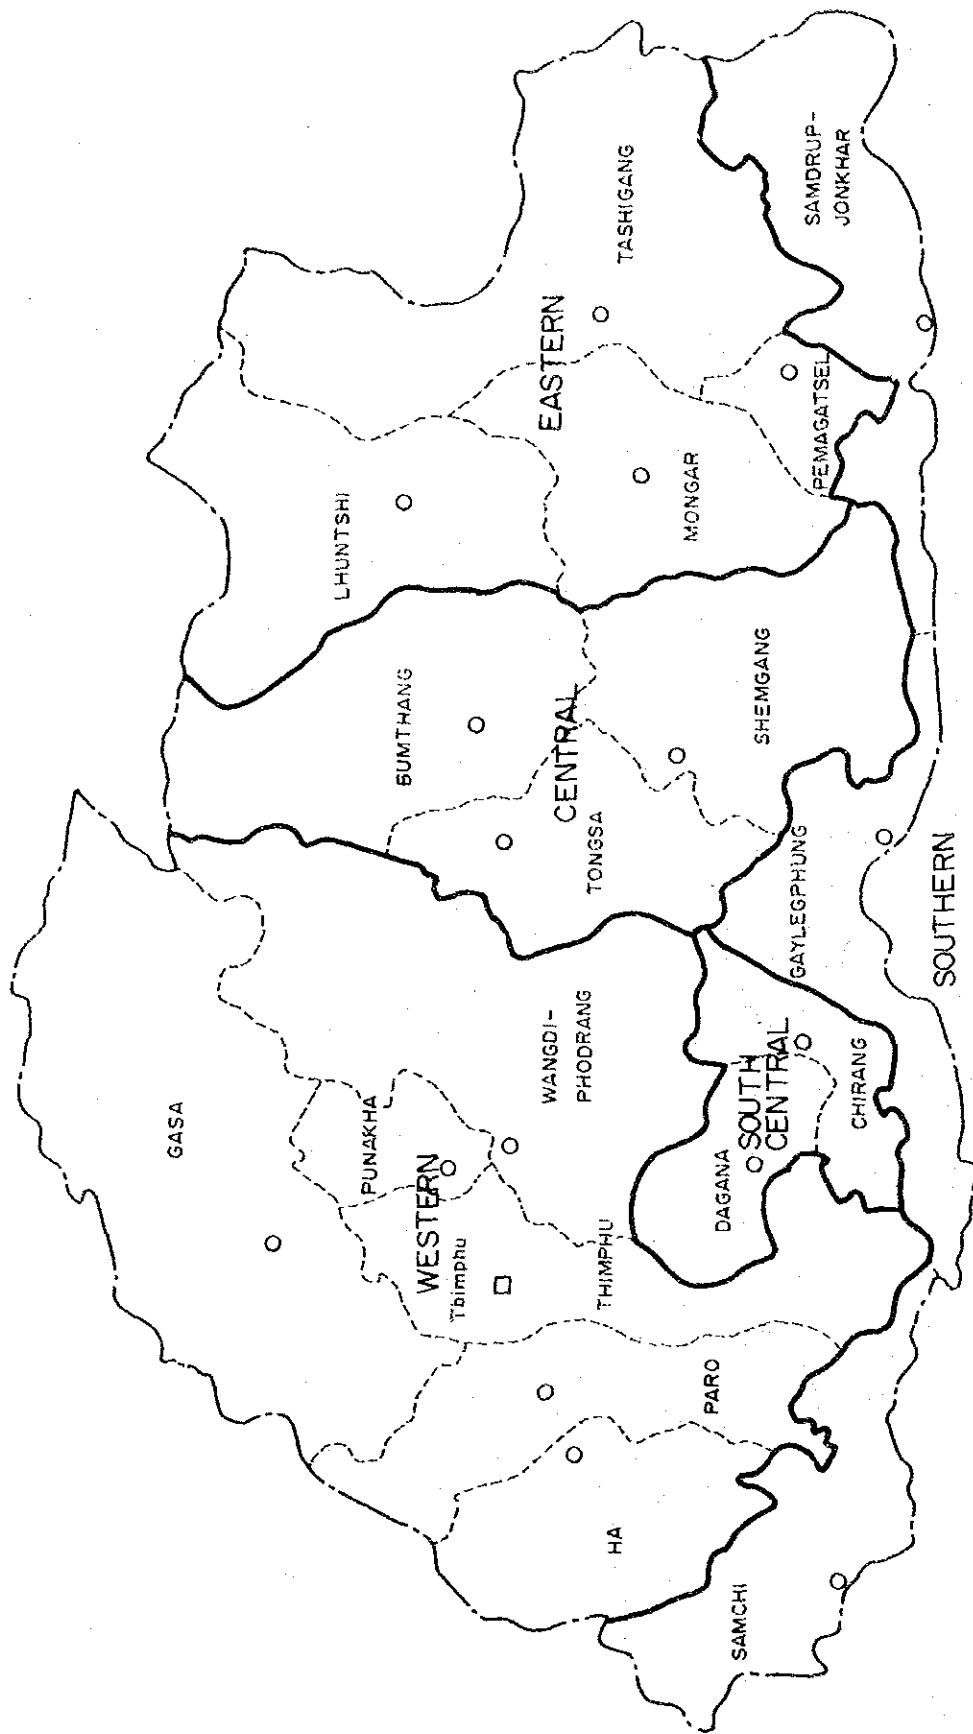 GASA
PUNAKHA
WESTERN
Tbimphu
THIMPHU
WANGDI-
PHODRANG
PARO
HA
SAMCHI
DAGANA
SOUTH
CENTRAL
CHIRANG
GAYLEGPHUNG
SOUTHERN
BUMTHANG
CENTRAL
TONGSA
SHEMGANG
LHUNTSHI
EASTERN
MONGAR
TASHIGANG
PEMAGATSEL
SAMDRUP-
JONKHAR